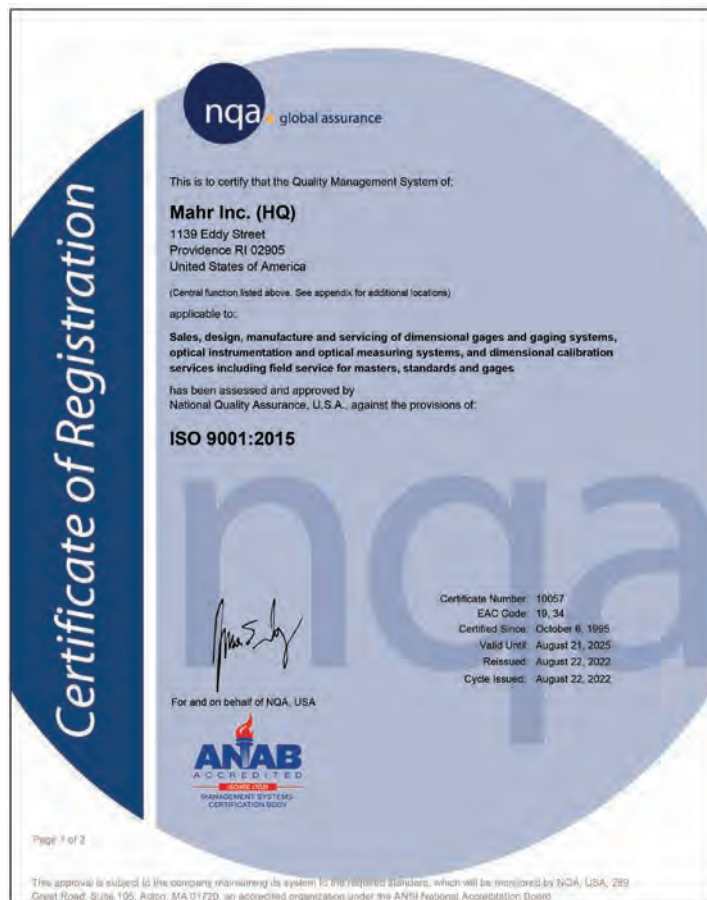 Certificate of Registration
nqa.
global assurance
This is to certify that the Quality Management System of:
Mahr Inc. (HQ)
1139 Eddy Street
Providence RI 02905
United States of America
(Central function listed above. See appendix for additional locations)
applicable to:
Sales, design, manufacture and servicing of dimensional gages and gaging systems,
optical instrumentation and optical measuring systems, and dimensional calibration
services including field service for masters, standards and gages
has been assessed and approved by
National Quality Assurance, U.S.A., against the provisions of:
ISO 9001:2015
nqa
Certificate Number: 10057
EAC Code: 19, 34
Certified Since: October 6, 1995
Valid Until: August 21, 2025
Reissued: August 22, 2022
Cycle Issued: August 22, 2022
For and on behalf of NQA, USA
ANAB
ACCREDITED
MANAGEMENT SYSTEMS
CERTIFICATION BODY
Page 1 of 2
This approval is subject to the company maintaining its system to the required standard, which will be monitored by NQA, USA, 289
Great Road, Suite 105, Acton, MA 01720, an accredited organization under the ANSI National Accreditation Board